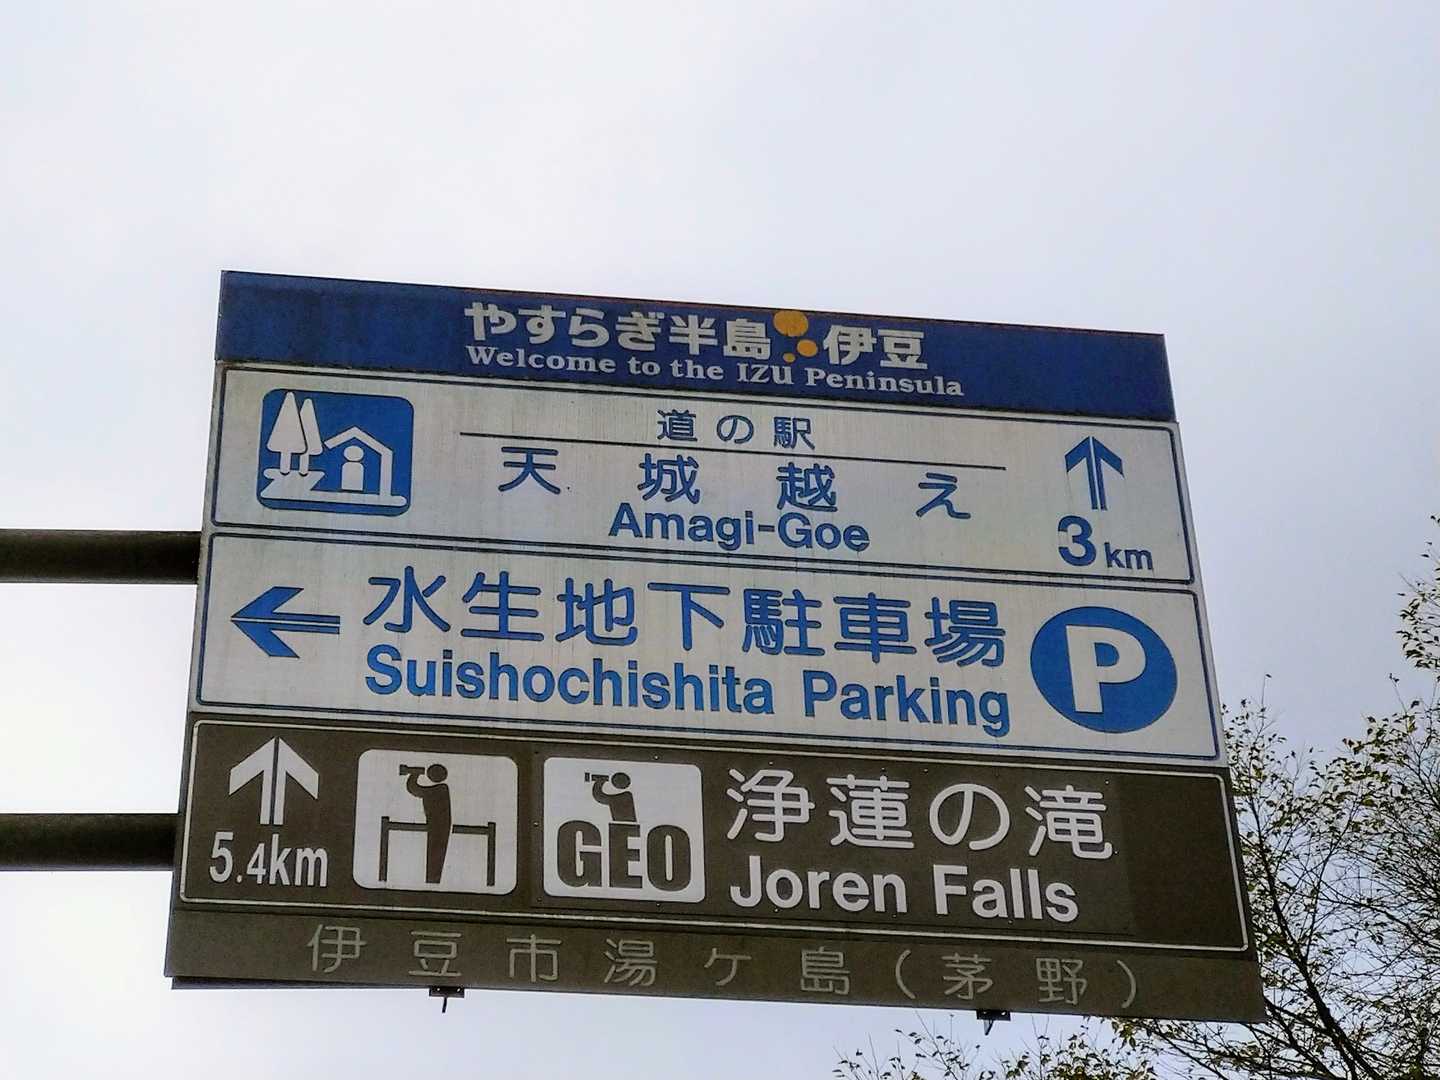 やすらぎ半島 伊豆
Welcome to the IZU Peninsula
道の駅
天城越え
Amagi-Goe
3km
水生地下駐車場
Suishochishita Parking
P
5.4km
GEO
浄蓮の滝
Joren Falls
伊豆市湯ケ島(茅野)